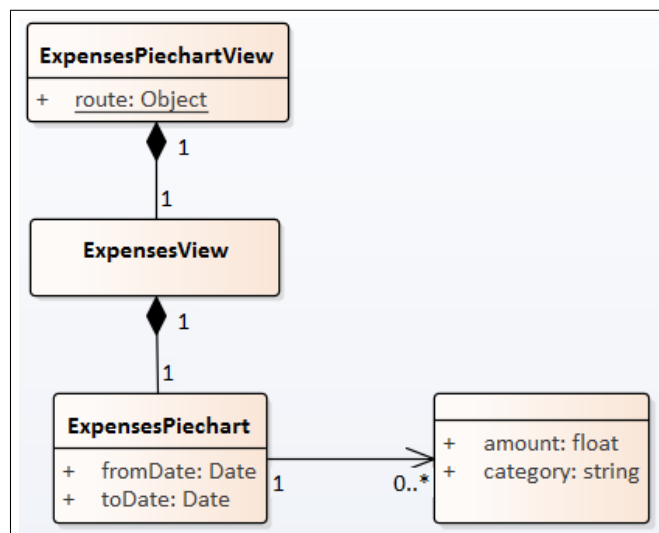 ExpensesPiechartView
+ route: Object
1
1
ExpensesView
1
1
ExpensesPiechart
+ fromDate: Date
+ toDate: Date
1
0..*
+ amount: float
+ category: string